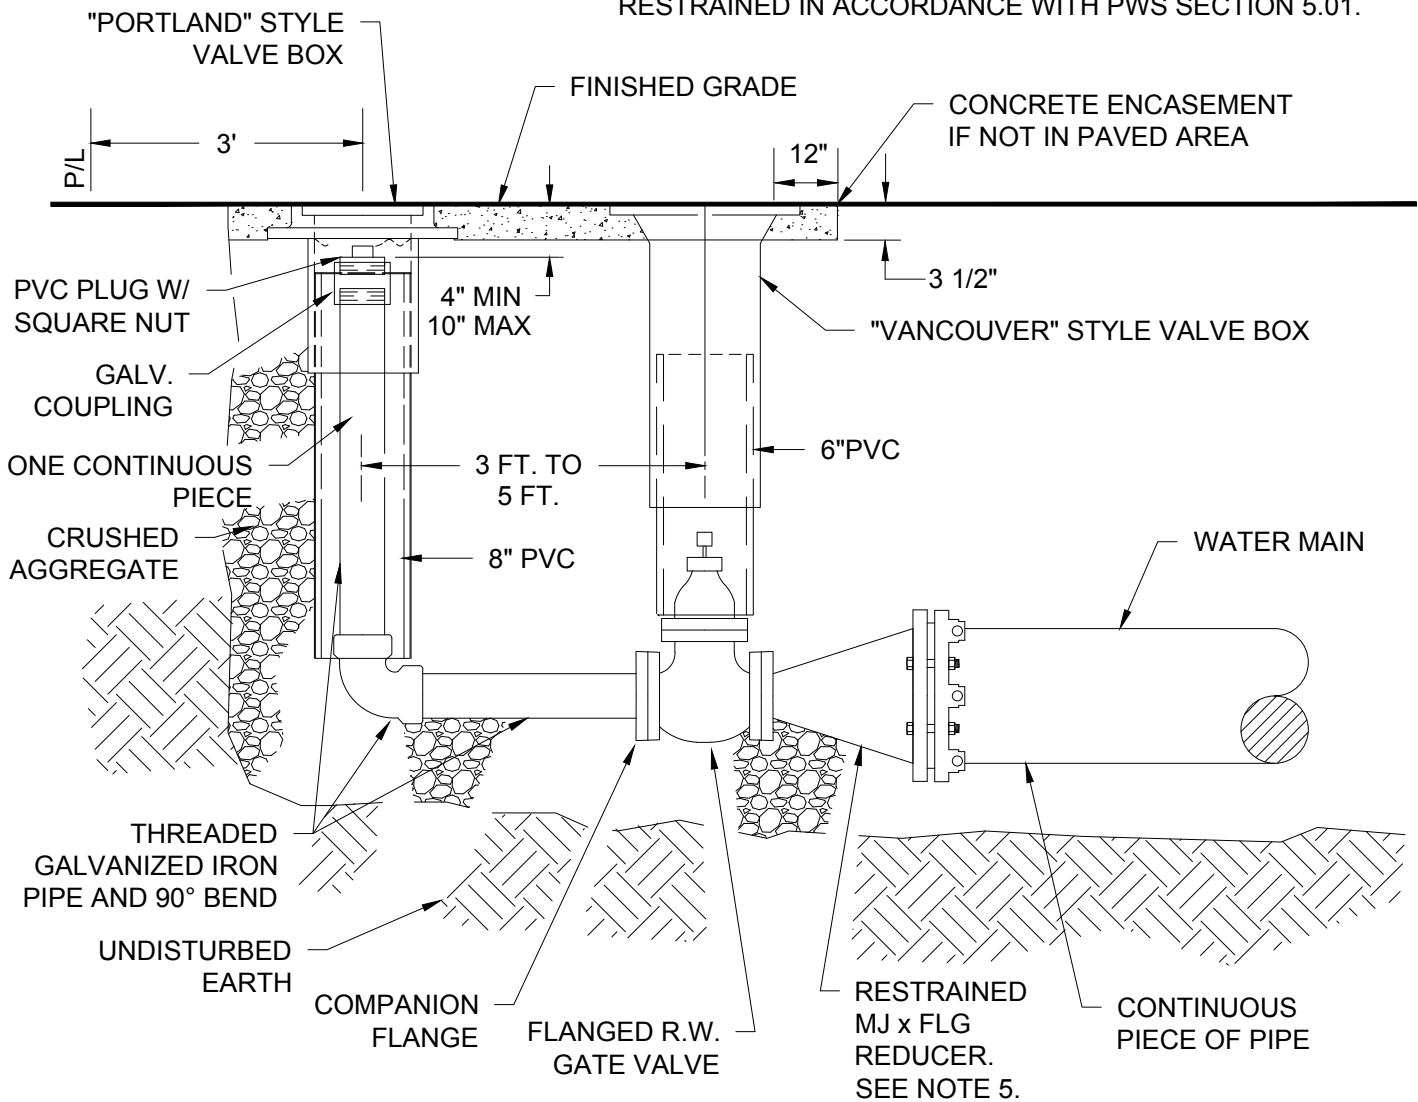 RESTRAINED IN ACCORDANCE WITH PWS SECTION 5.01.
"PORTLAND" STYLE
VALVE BOX
FINISHED GRADE
CONCRETE ENCASEMENT
IF NOT IN PAVED AREA
P/L
3'
12"
3 1/2"
PVC PLUG W/
SQUARE NUT
4" MIN
10" MAX
"VANCOUVER" STYLE VALVE BOX
GALV.
COUPLING
ONE CONTINUOUS
PIECE
3 FT. TO
5 FT.
6"PVC
CRUSHED
AGGREGATE
8" PVC
WATER MAIN
THREADED
GALVANIZED IRON
PIPE AND 90° BEND
UNDISTURBED
EARTH
COMPANION
FLANGE
FLANGED R.W.
GATE VALVE
RESTRAINED
MJ x FLG
REDUCER.
SEE NOTE 5.
CONTINUOUS
PIECE OF PIPE